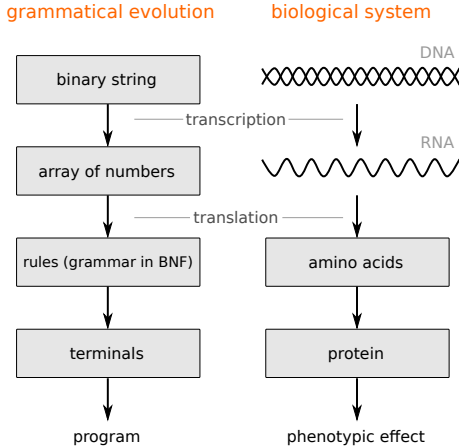 grammatical evolution
biological system
DNA
binary string
transcription
RNA
array of numbers
translation
rules (grammar in BNF)
amino acids
terminals
protein
program
phenotypic effect